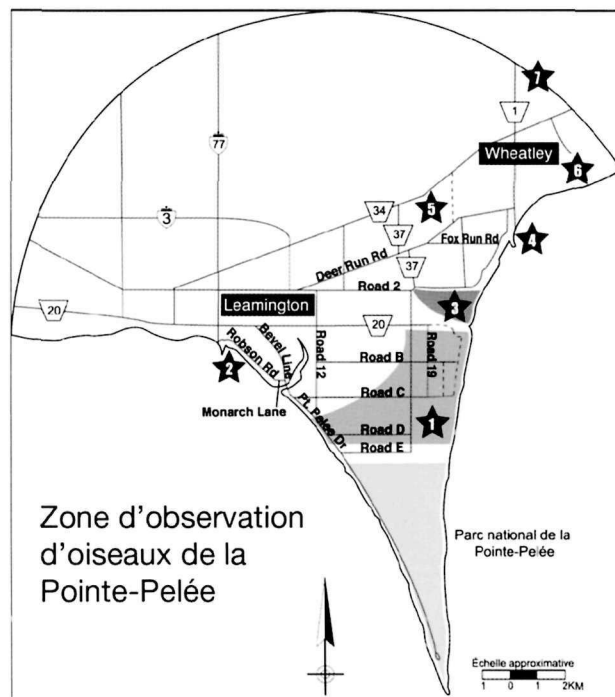 7
1
77
Wheatley
6
5
34
3
37
Fox Run Rd
4
37
Deer Run Rd
Road 2
Leamington
3
20
20
Bevel Line
Robson Rd
Road 12
Road B
Road 19
2
Road C
Monarch Lane
Pt. Pelee Dr
1
Road D
Road E
Zone d'observation
d'oiseaux de la
Pointe-Pelée
Parc national de la
Pointe-Pelée
Échelle approximative
1 0 1 2KM